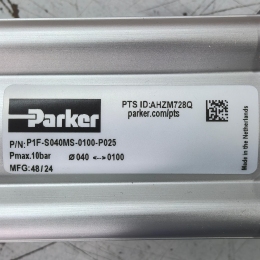 Parker
PTS ID:AHZM728Q
parker.com/pts
P/N: P1F-S040MS-0100-P025
Pmax.10bar ø 040 <-->0100
MFG: 48/24
Made in the Netherlands